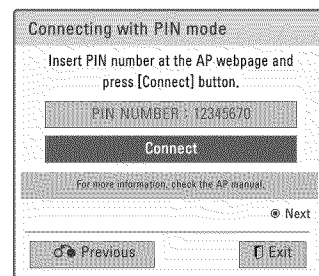 Connecting with PIN mode
Insert PIN number at the AP webpage and
press [Connect] button.
PIN NUMBER : 12345670
Connect
For more information, check the AP manual.
Next
Previous
Exit